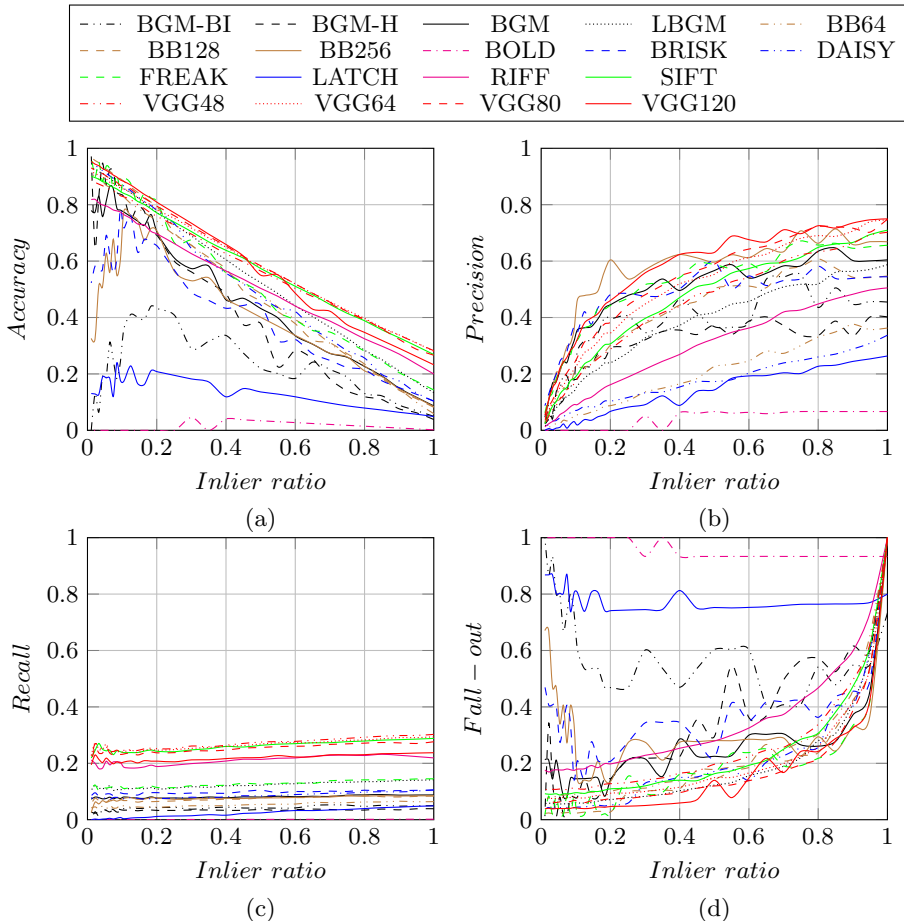 BGM-BI BGM-H BGM LBGM BB64
BB128 BB256 BOLD BRISK DAISY
FREAK LATCH RIFF SIFT
VGG48 VGG64 VGG80 VGG120
Accuracy
1
0.8
0.6
0.4
0.2
0
0 0.2 0.4 0.6 0.8 1
Inlier ratio
(a)
Precision
1
0.8
0.6
0.4
0.2
0
0 0.2 0.4 0.6 0.8 1
Inlier ratio
(b)
Recall
1
0.8
0.6
0.4
0.2
0
0 0.2 0.4 0.6 0.8 1
Inlier ratio
(c)
Fall − out
1
0.8
0.6
0.4
0.2
0
0 0.2 0.4 0.6 0.8 1
Inlier ratio
(d)